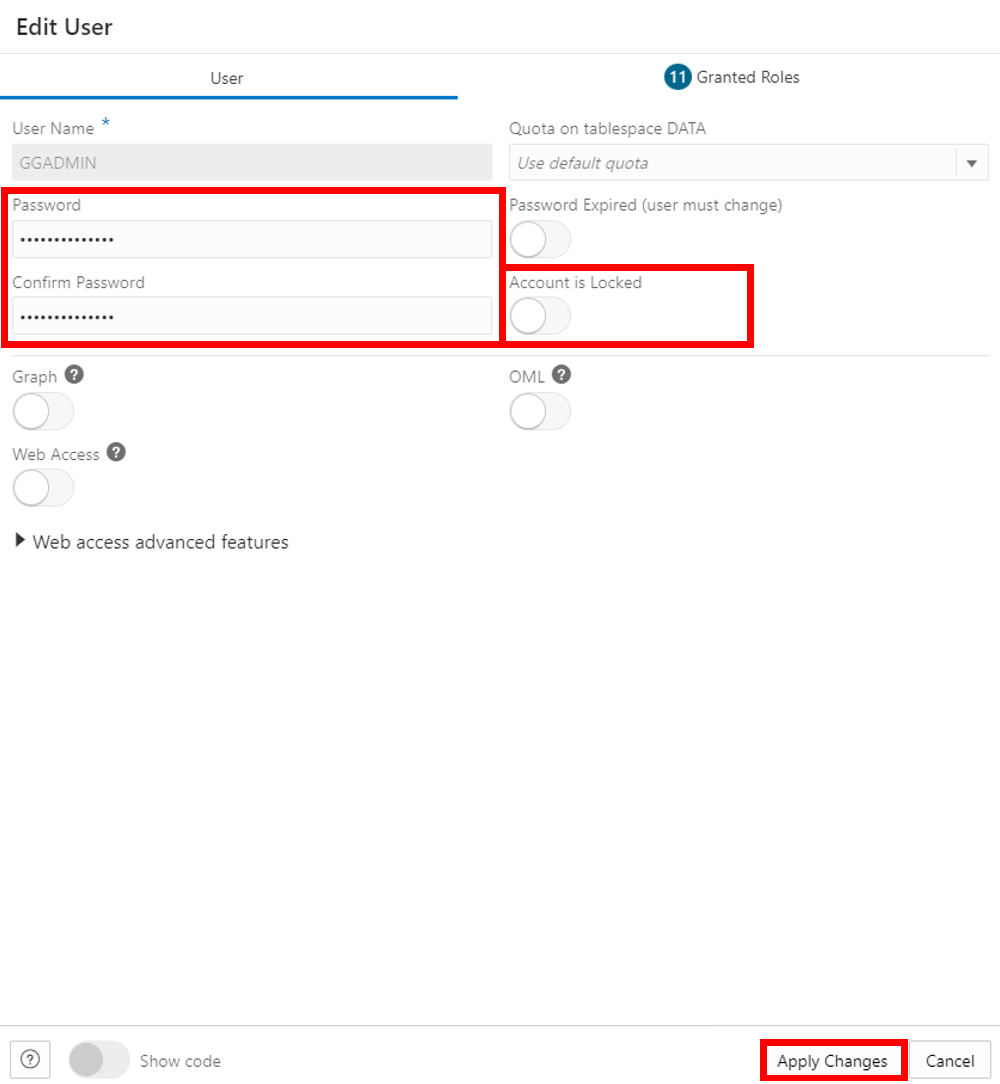 Edit User
User
11 Granted Roles
User Name *
Quota on tablespace DATA
GGADMIN
Use default quota
Password
Password Expired (user must change)
••••••••••••••
Confirm Password
Account is Locked
••••••••••••••
Graph ?
OML ?
Web Access ?
Web access advanced features
? Show code
Apply Changes
Cancel